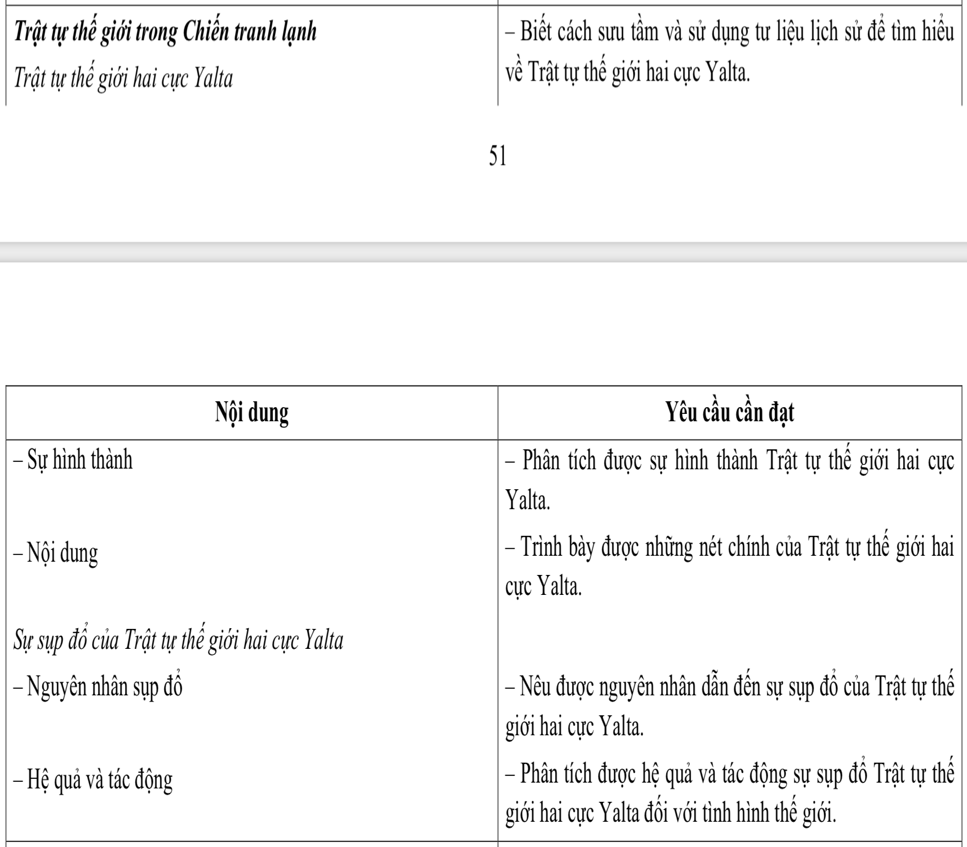 Trật tự thế giới trong Chiến tranh lạnh
Trật tự thế giới hai cực Yalta
– Biết cách sưu tầm và sử dụng tư liệu lịch sử để tìm hiểu
về Trật tự thế giới hai cực Yalta.
51
Nội dung
Yêu cầu cần đạt
– Sự hình thành
– Phân tích được sự hình thành Trật tự thế giới hai cực
Yalta.
– Nội dung
– Trình bày được những nét chính của Trật tự thế giới hai
cực Yalta.
Sự sụp đổ của Trật tự thế giới hai cực Yalta
– Nguyên nhân sụp đổ
– Nêu được nguyên nhân dẫn đến sự sụp đổ của Trật tự thế
giới hai cực Yalta.
– Hệ quả và tác động
– Phân tích được hệ quả và tác động sự sụp đổ Trật tự thế
giới hai cực Yalta đối với tình hình thế giới.